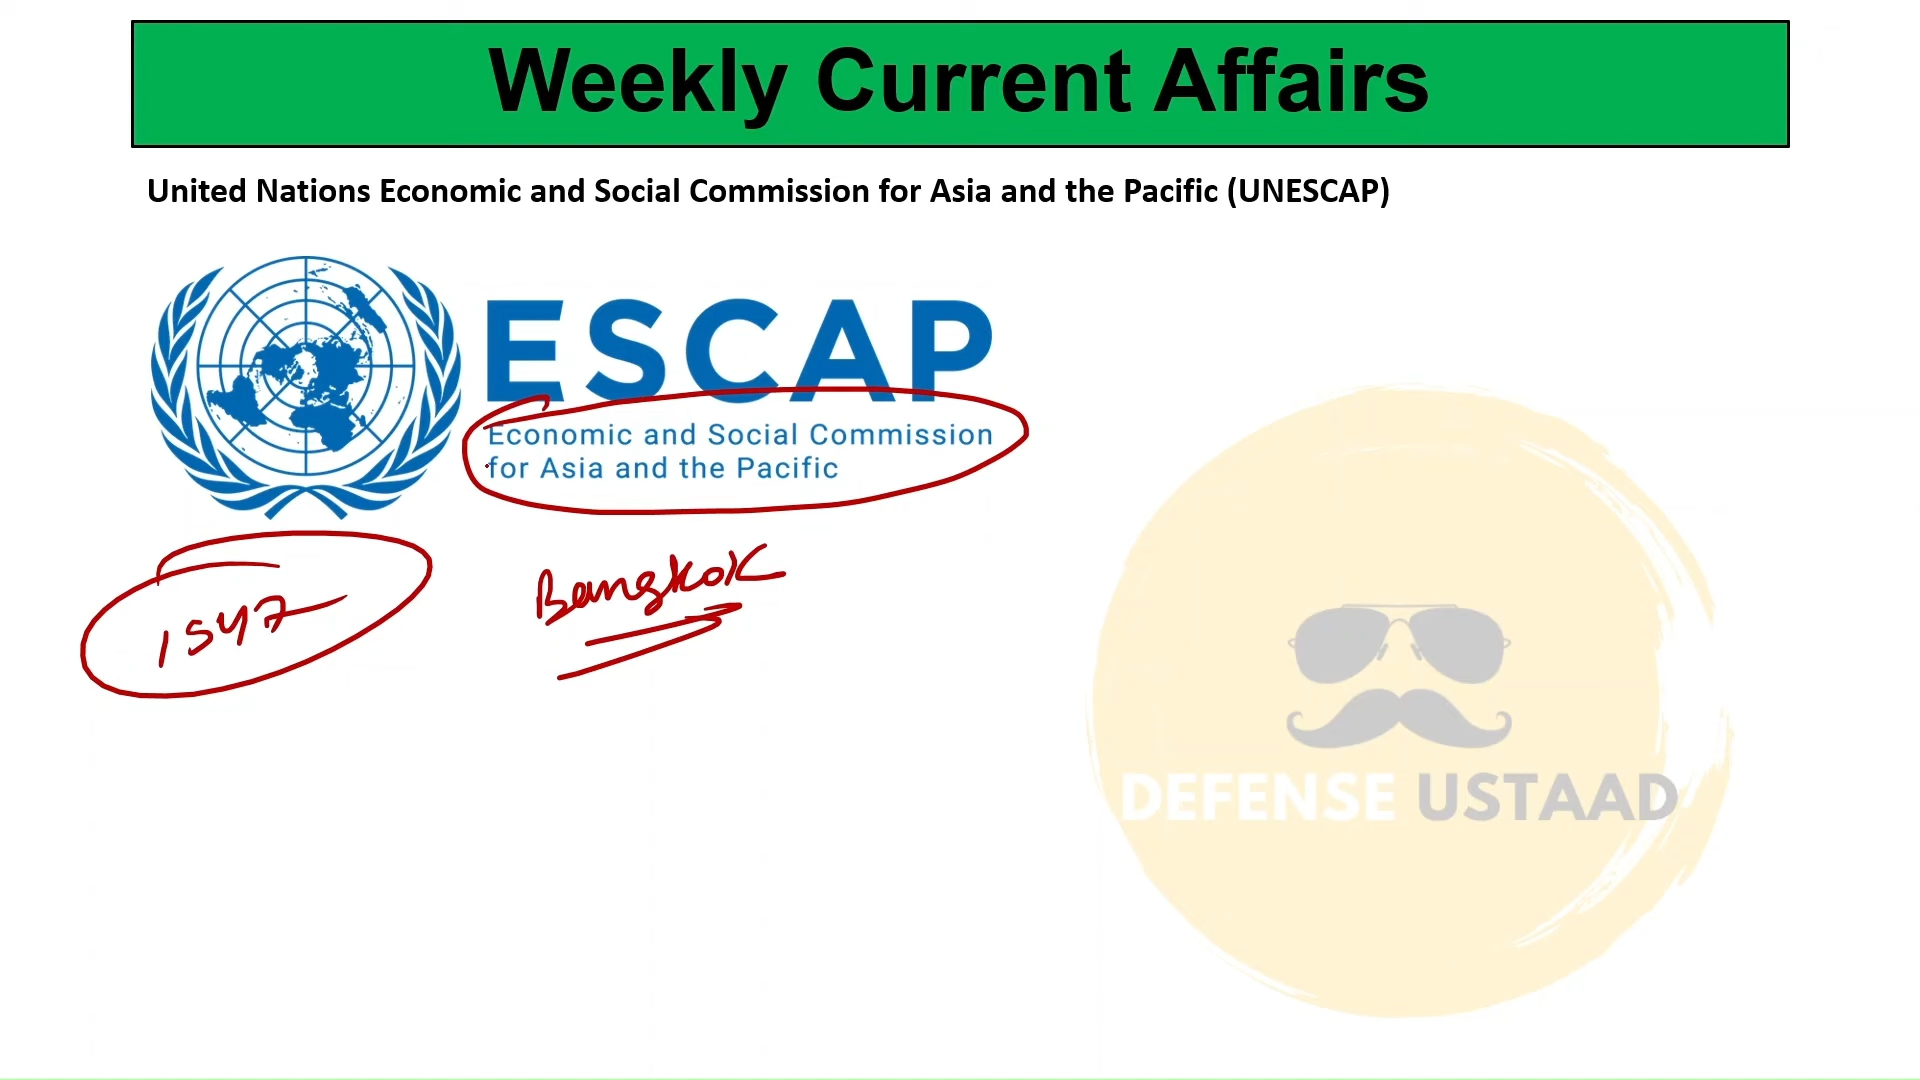 Weekly Current Affairs
United Nations Economic and Social Commission for Asia and the Pacific (UNESCAP)
ESCAP
Economic and Social Commission
for Asia and the Pacific
1947
Bangkok
DEFENSE USTAAD